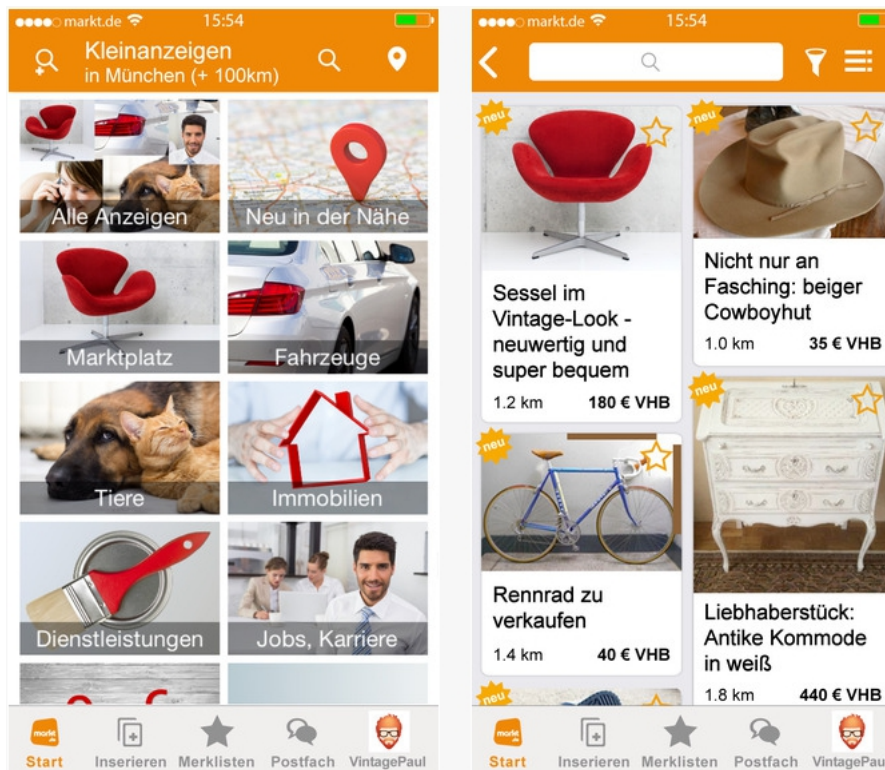 markt.de 15:54
Kleinanzeigen
in München (+ 100km)
Alle Anzeigen
Neu in der Nähe
Marktplatz
Fahrzeuge
Tiere
Immobilien
Dienstleistungen
Jobs, Karriere
markt
.de
Start Inserieren Merklisten Postfach VintagePaul
markt.de 15:54
neu
Sessel im
Vintage-Look -
neuwertig und
super bequem
1.2 km 180 € VHB
neu
Nicht nur an
Fasching: beiger
Cowboyhut
1.0 km 35 € VHB
neu
Rennrad zu
verkaufen
1.4 km 40 € VHB
neu
Liebhaberstück:
Antike Kommode
in weiß
1.8 km 440 € VHB
neu
markt
.de
Start Inserieren Merklisten Postfach VintagePaul